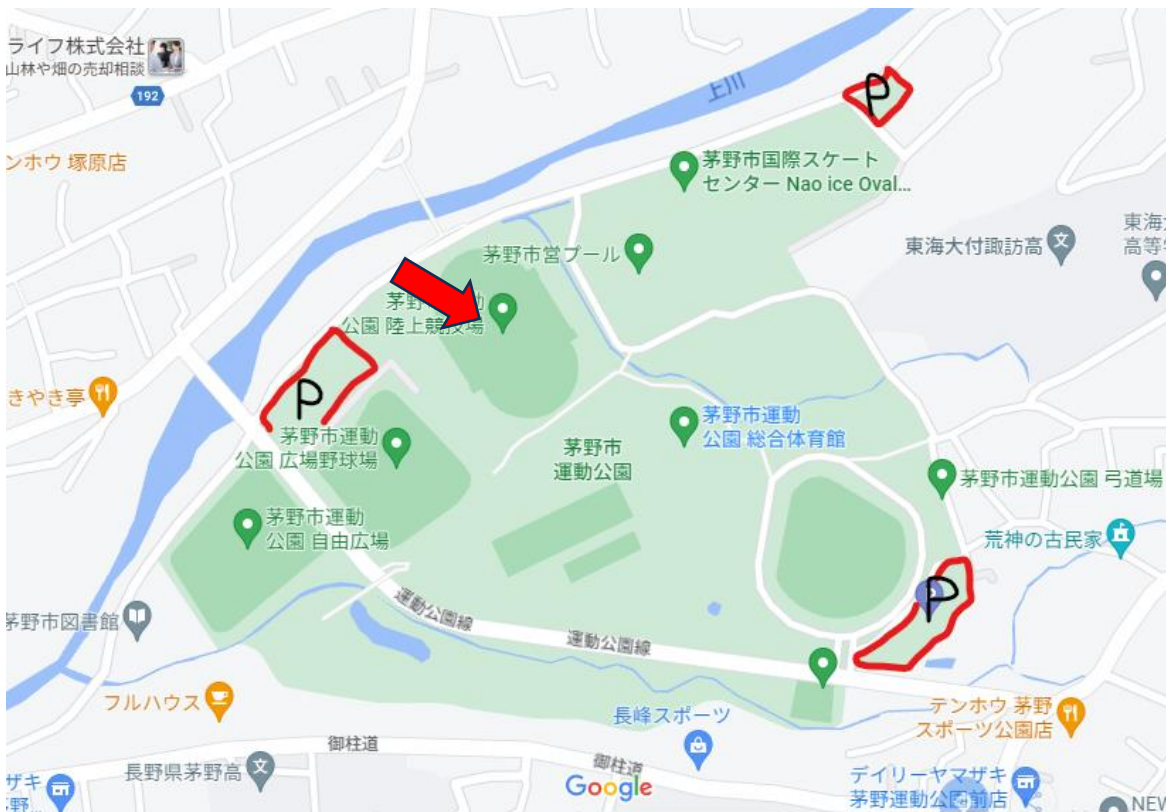 ライフ株式会社
山林や畑の売却相談
192
上川
P
茅野市国際スケート
センター Nao ice Oval...
ンホウ 塚原店
東海大付諏訪高
文
東海
高等
茅野市営プール
公園 陸上競技場
きやき亭
P
茅野市運動
公園 広場野球場
茅野市
運動公園
茅野市運動
公園 総合体育館
茅野市運動公園 弓道場
茅野市運動
公園 自由広場
荒神の古民家
P
茅野市図書館
運動公園線
運動公園線
フルハウス
長峰スポーツ
テンホウ 茅野
スポーツ公園店
御柱道
長野県茅野高
文
御柱道
Google
デイリーヤマザキ
茅野運動公園前店
ザキ
野...
NEW